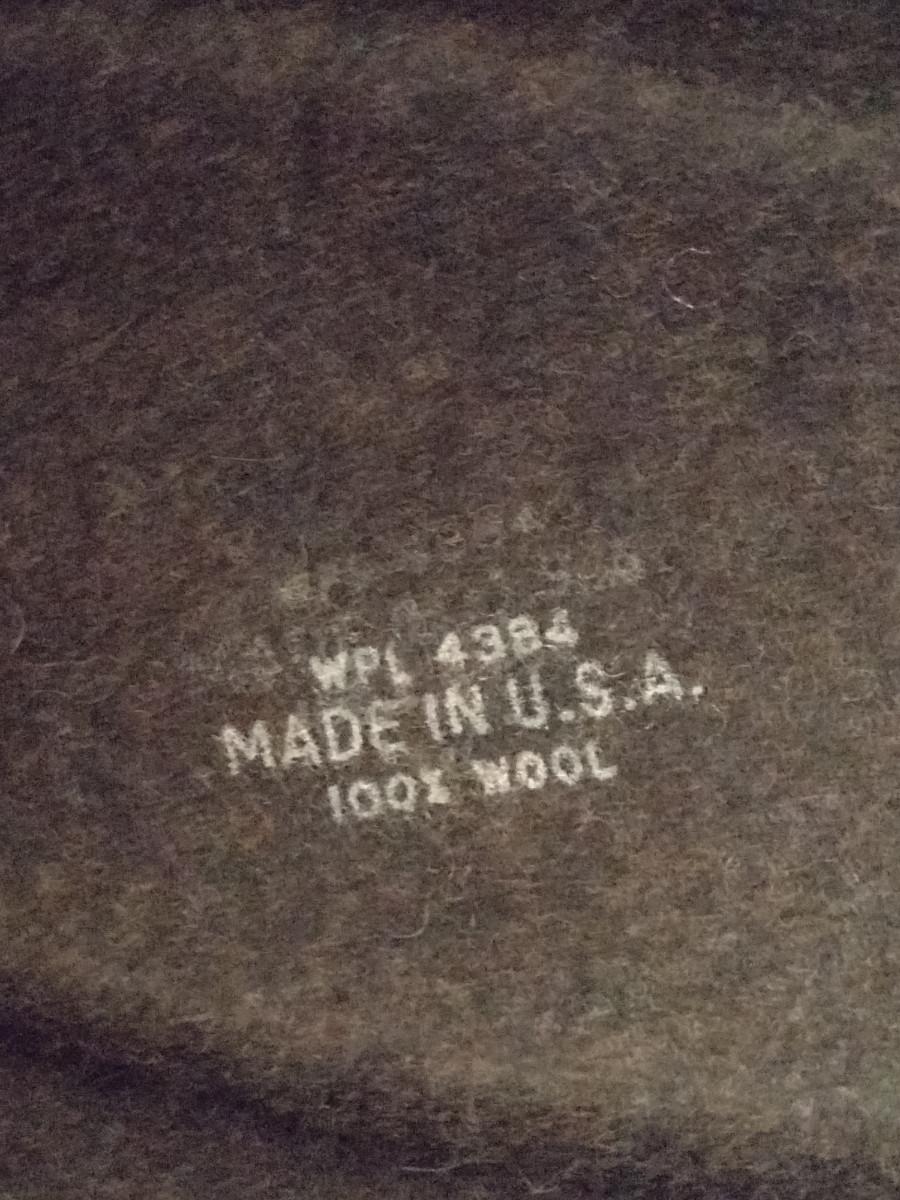 WPL 4384
MADE IN U.S.A.
100% WOOL